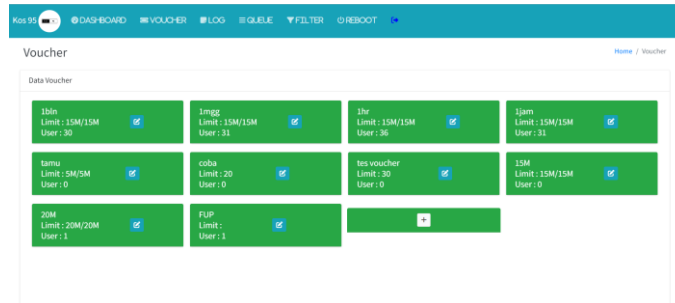 Kos 95 DASHBOARD VOUCHER LOG QUEUE FILTER REBOOT
Voucher
Home / Voucher
Data Voucher
1bln
Limit : 15M/15M
User : 30
1mgg
Limit : 15M/15M
User : 31
1hr
Limit : 15M/15M
User : 36
1jam
Limit : 15M/15M
User : 31
tamu
Limit : 5M/5M
User : 0
coba
Limit : 20
User : 0
tes voucher
Limit : 30
User : 0
15M
Limit : 15M/15M
User : 0
20M
Limit : 20M/20M
User : 1
FUP
Limit :
User : 1
+